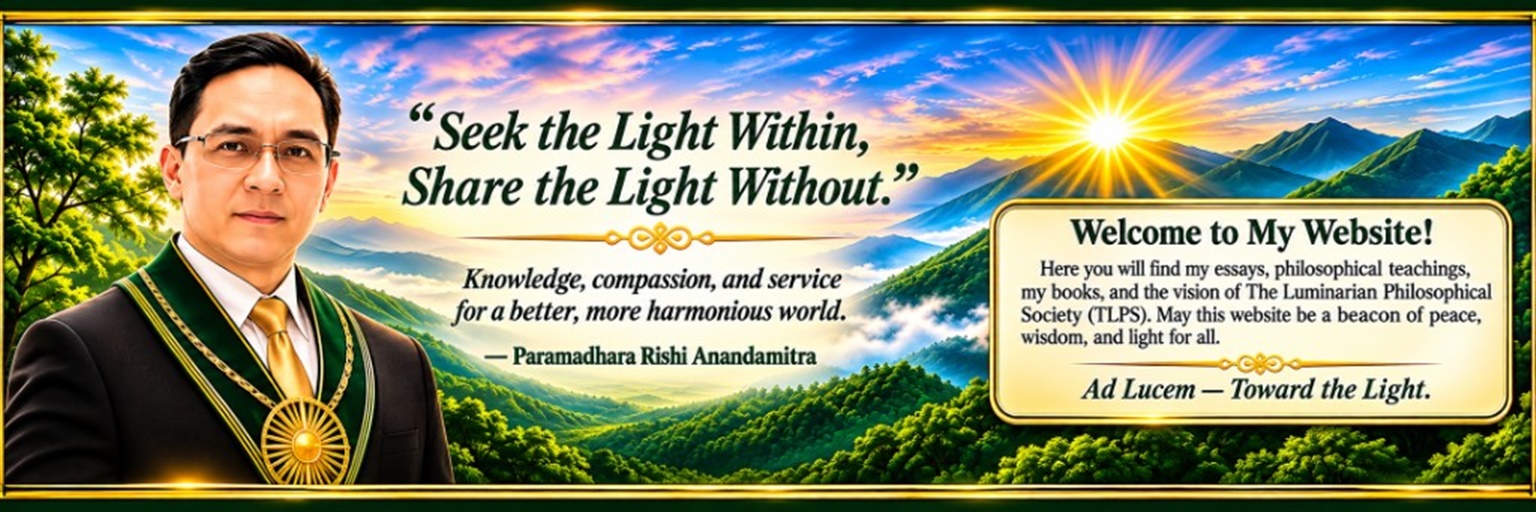 “Seek the Light Within,
Share the Light Without.”
Knowledge, compassion, and service
for a better, more harmonious world.
— Paramadhara Rishi Anandamitra
Welcome to My Website!
Here you will find my essays, philosophical teachings,
my books, and the vision of The Luminarian Philosophical
Society (TLPS). May this website be a beacon of peace,
wisdom, and light for all.
Ad Lucem — Toward the Light.